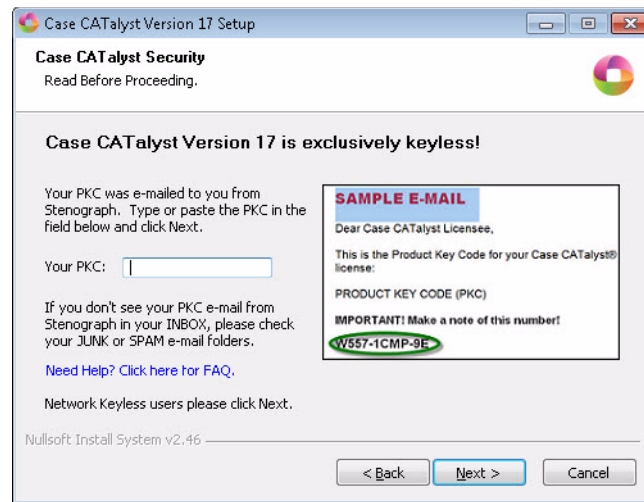 Case CATalyst Version 17 Setup
Case CATalyst Security
Read Before Proceeding.
Case CATalyst Version 17 is exclusively keyless!
Your PKC was e-mailed to you from
Stenograph. Type or paste the PKC in the
field below and click Next.
Your PKC:
If you don't see your PKC e-mail from
Stenograph in your INBOX, please check
your JUNK or SPAM e-mail folders.
Need Help? Click here for FAQ.
Network Keyless users please click Next.
SAMPLE E-MAIL
Dear Case CATalyst Licensee,
This is the Product Key Code for your Case CATalyst®
license:
PRODUCT KEY CODE (PKC)
IMPORTANT! Make a note of this number!
W557-1CMP-9E
Nullsoft Install System v2.46
< Back
Next >
Cancel